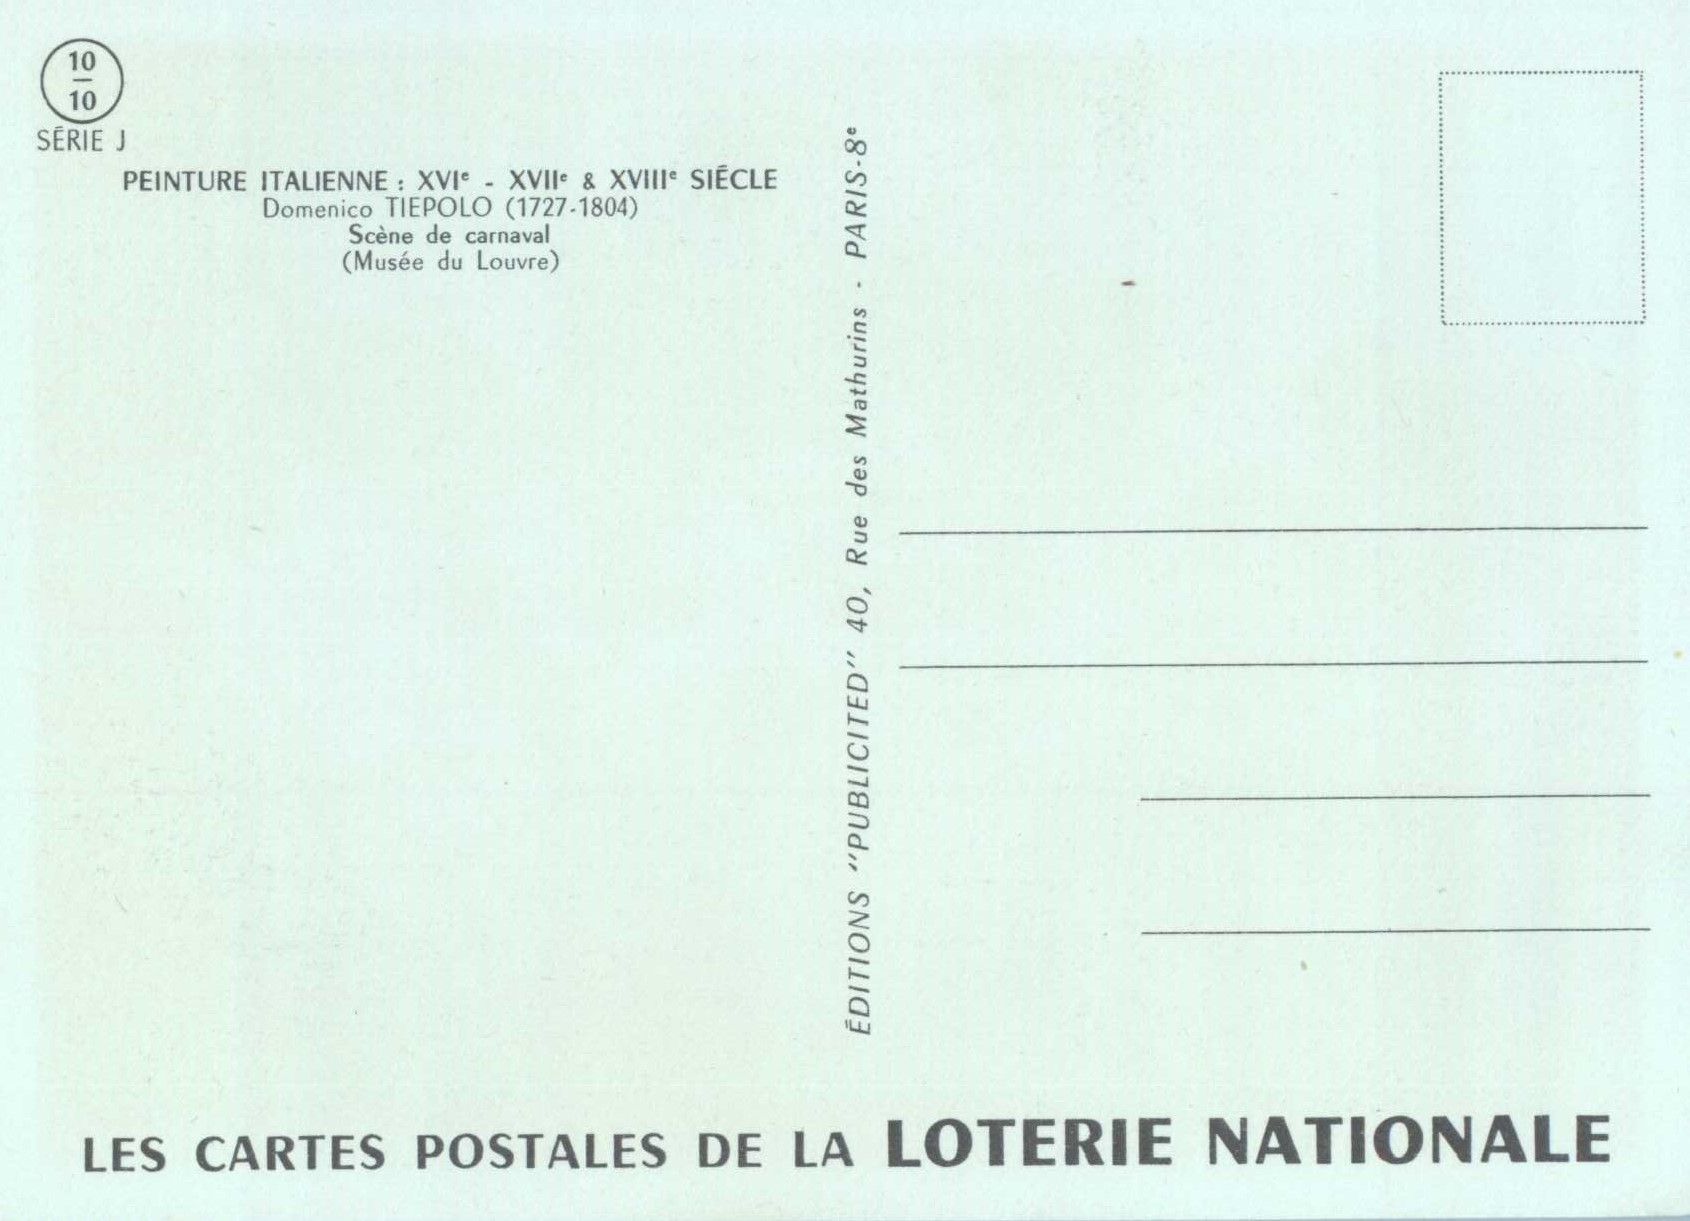 10
10
SÉRIE J
PEINTURE ITALIENNE : XVIe - XVIIe & XVIIIe SIÉCLE
Domenico TIEPOLO (1727-1804)
Scène de carnaval
(Musée du Louvre)
ÉDITIONS "PUBLICITED" 40, Rue des Mathurins - PARIS-8e
LES CARTES POSTALES DE LA LOTERIE NATIONALE